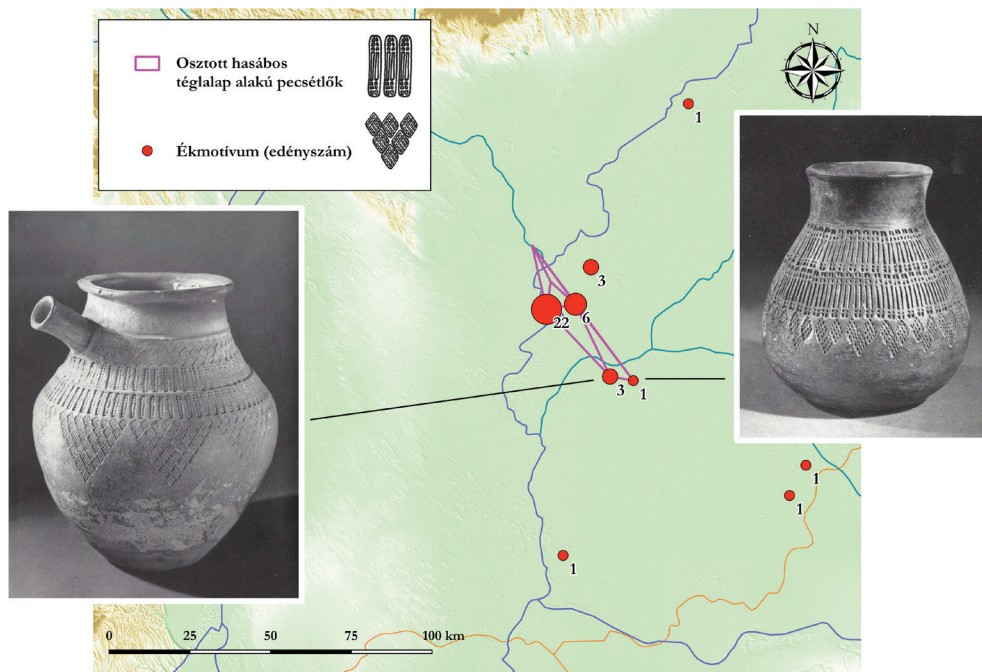 Osztott hasábos
téglalap alakú pecsétlők
Ékmotívum (edényszám)
N
1
3
22
6
3
1
1
1
1
0 25 50 75 100 km